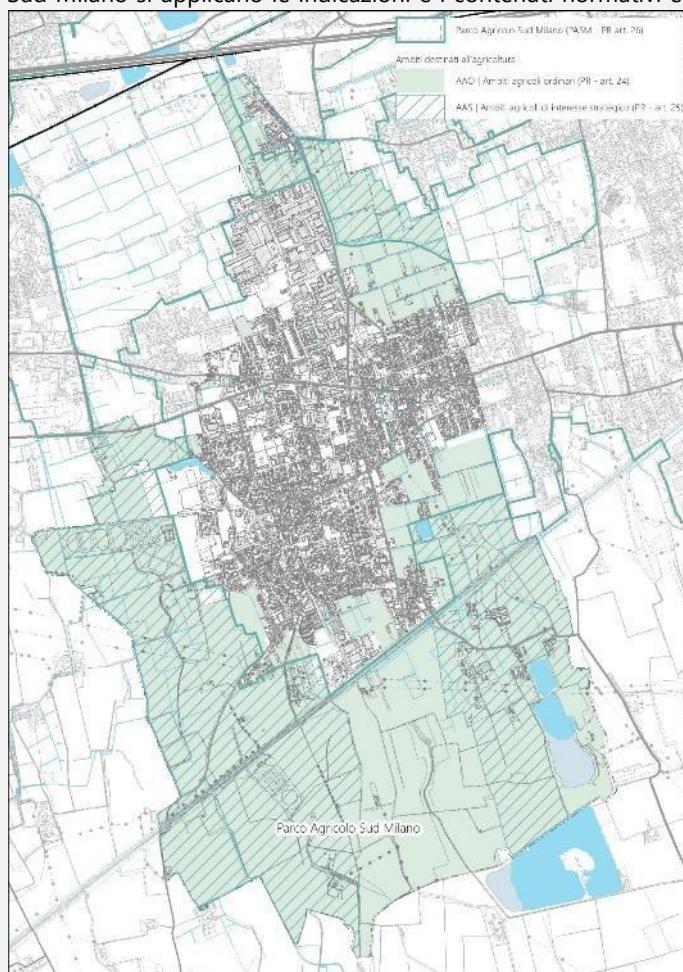 Sud Milano si applicano le indicazioni e i contenuti normativi e
Parco Agricolo Sud Milano (PASM - PR art. 26)
Ambiti destinati all'agricoltura
AAO | Ambiti agricoli ordinari (PR - art. 24)
AAS | Ambiti agricoli di interesse strategico (PR - art. 25)
Parco Agricolo Sud Milano